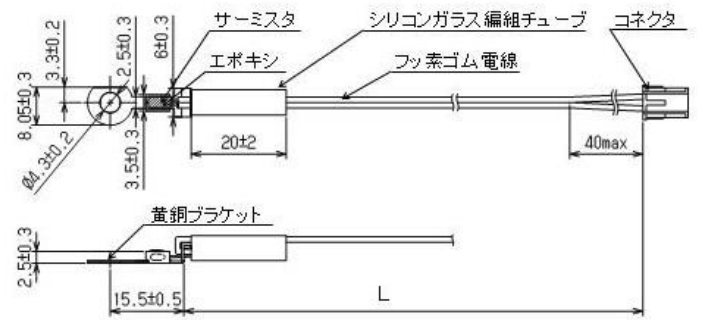 サーミスタ
シリコンガラス編組チューブ
コネクタ
エポキシ
フッ素ゴム電線
3.3±0.2
2.5±0.3
6±0.3
8.05±0.3
Ø4.3±0.2
3.5±0.3
20±2
40max
黄銅ブラケット
2.5±0.3
15.5±0.5
L